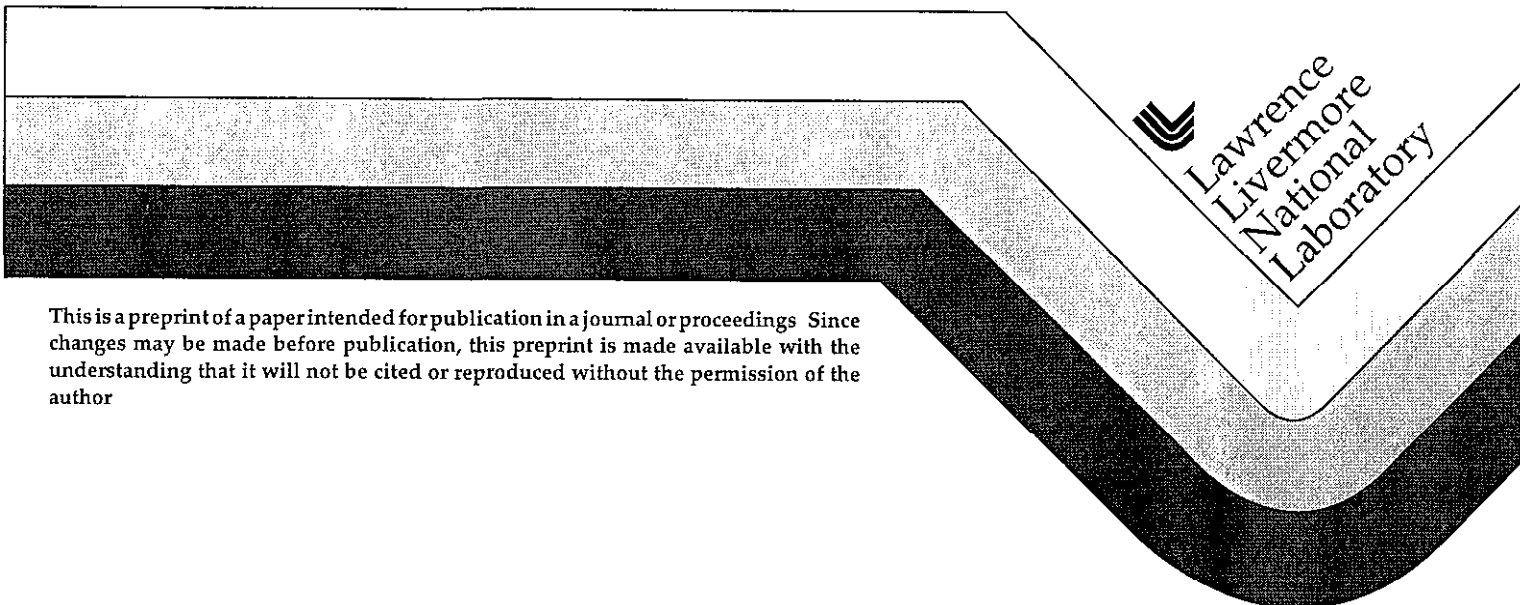 Lawrence
Livermore
National
Laboratory
This is a preprint of a paper intended for publication in a journal or proceedings Since
changes may be made before publication, this preprint is made available with the
understanding that it will not be cited or reproduced without the permission of the
author